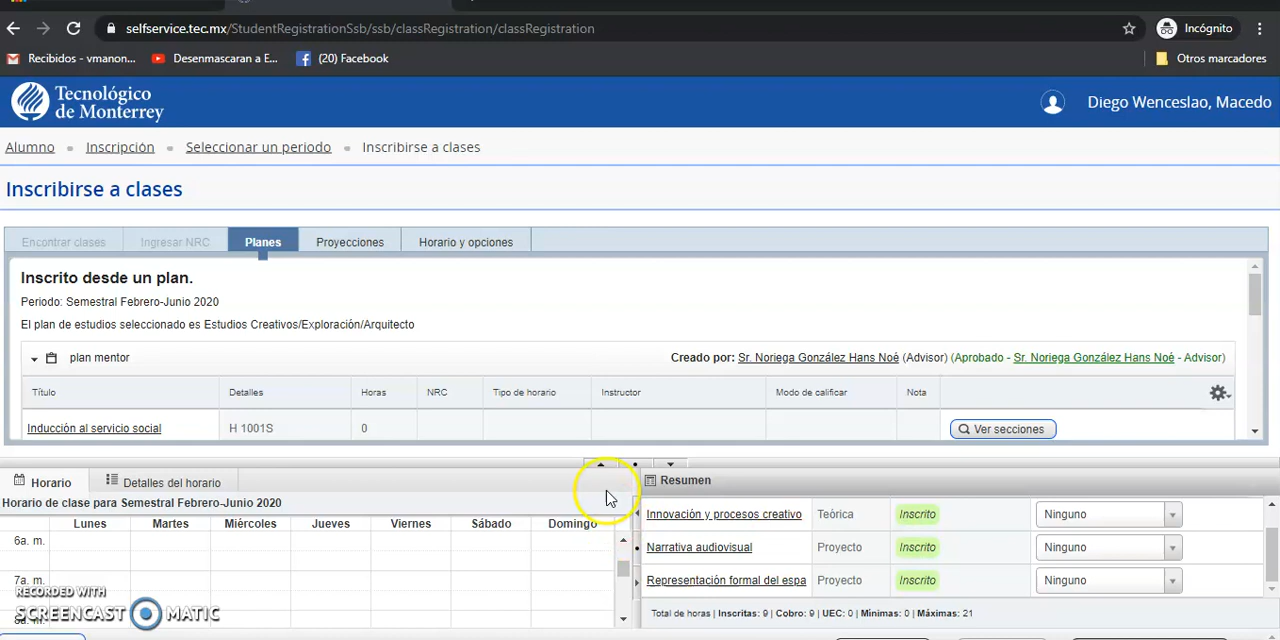 selfservice.tec.mx/StudentRegistrationSsb/ssb/classRegistration/classRegistration
Incógnito
Recibidos - vmanon...
Desenmascaran a E...
(20) Facebook
Otros marcadores
Tecnológico
de Monterrey
Diego Wenceslao, Macedo
Alumno
Inscripción
Seleccionar un periodo
Inscribirse a clases
Inscribirse a clases
Encontrar clases
Ingresar NRC
Planes
Proyecciones
Horario y opciones
Inscrito desde un plan.
Periodo: Semestral Febrero-Junio 2020
El plan de estudios seleccionado es Estudios Creativos/Exploración/Arquitecto
plan mentor
Creado por: Sr. Noriega González Hans Noé (Advisor) (Aprobado - Sr. Noriega González Hans Noé - Advisor)
Título
Detalles
Horas
NRC
Tipo de horario
Instructor
Modo de calificar
Nota
Inducción al servicio social
H 1001S
0
Ver secciones
Horario
Detalles del horario
Resumen
Horario de clase para Semestral Febrero-Junio 2020
Lunes
Martes
Miércoles
Jueves
Viernes
Sábado
Domingo
6a. m.
7a. m.
8a. m.
Innovación y procesos creativo
Teórica
Inscrito
Ninguno
Narrativa audiovisual
Proyecto
Inscrito
Ninguno
Representación formal del espa
Proyecto
Inscrito
Ninguno
Total de horas | Inscritas: 9 | Cobro: 9 | UEC: 0 | Mínimas: 0 | Máximas: 21
RECORDED WITH
SCREENCAST MATIC